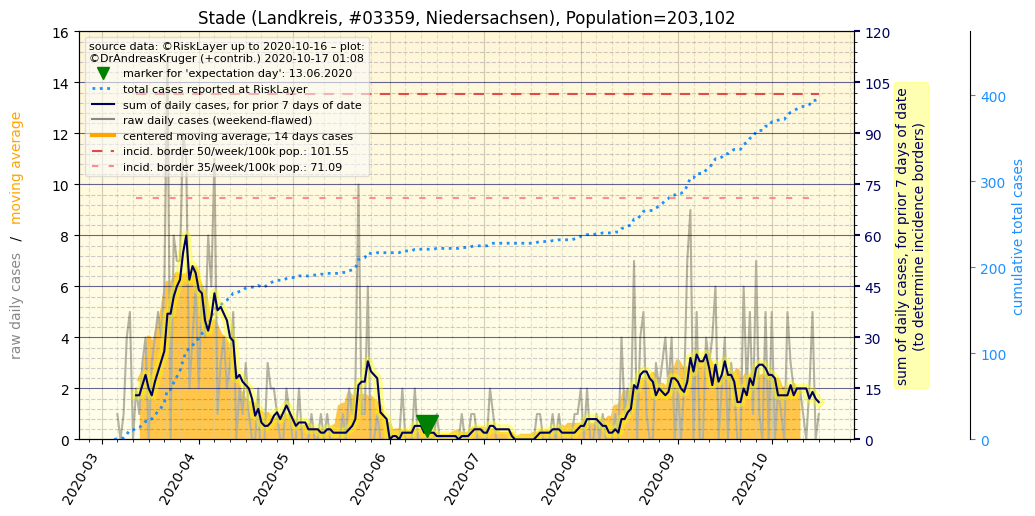 Stade (Landkreis, #03359, Niedersachsen), Population=203,102
source data: ©RiskLayer up to 2020-10-16 – plot:
©DrAndreasKruger (+contrib.) 2020-10-17 01:08
marker for 'expectation day': 13.06.2020
total cases reported at RiskLayer
sum of daily cases, for prior 7 days of date
raw daily cases (weekend-flawed)
centered moving average, 14 days cases
incid. border 50/week/100k pop.: 101.55
incid. border 35/week/100k pop.: 71.09
raw daily cases / moving average
16
14
12
10
8
6
4
2
0
2020-03
2020-04
2020-05
2020-06
2020-07
2020-08
2020-09
2020-10
120
105
90
75
60
45
30
15
0
sum of daily cases, for prior 7 days of date
(to determine incidence borders)
400
300
200
100
0
cumulative total cases